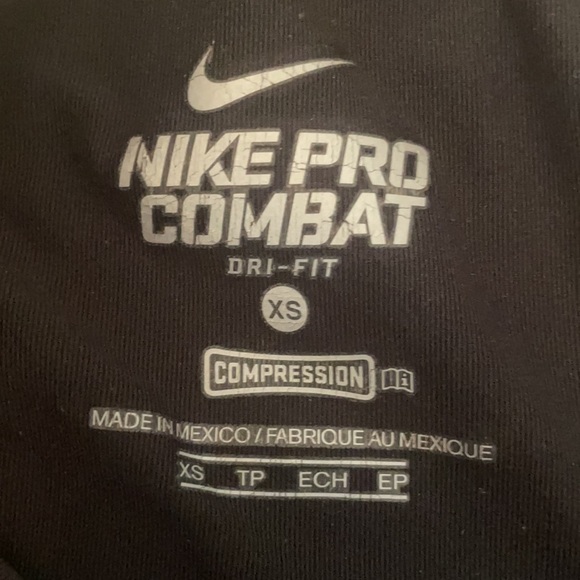 NIKE PRO
COMBAT
DRI-FIT
XS
COMPRESSION
MADE IN MEXICO / FABRIQUE AU MEXIQUE
XS TP ECH EP